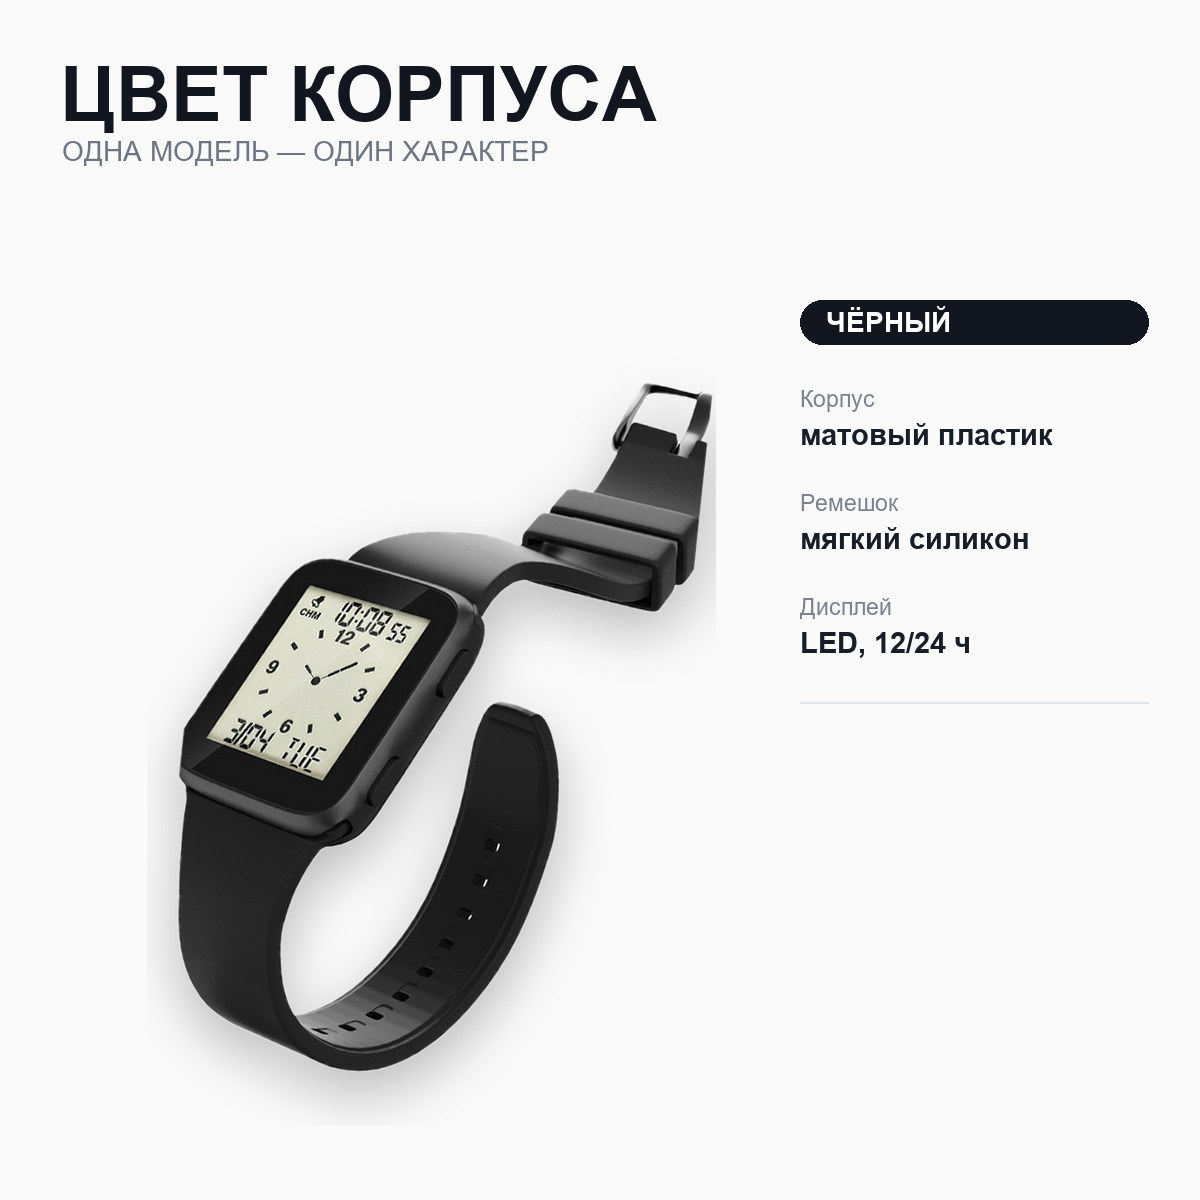 ЦВЕТ КОРПУСА
ОДНА МОДЕЛЬ — ОДИН ХАРАКТЕР
ЧЁРНЫЙ
Корпус
матовый пластик
Ремешок
мягкий силикон
Дисплей
LED, 12/24 ч
CHM 10:08 55
12
9
3
6
3/04 TUE